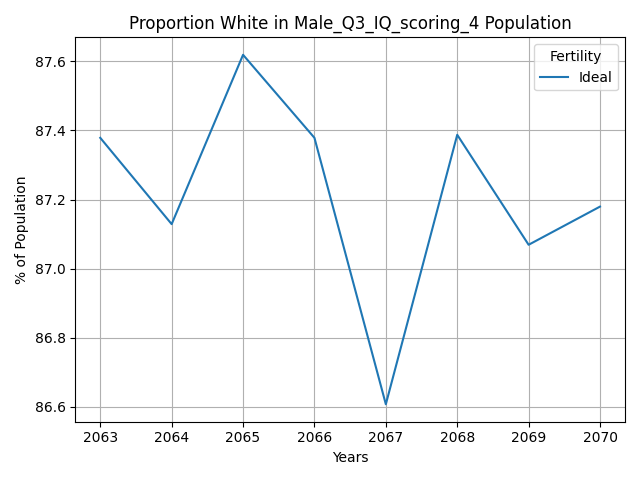 Proportion White in Male_Q3_IQ_scoring_4 Population
Fertility
Ideal
% of Population
87.6
87.4
87.2
87.0
86.8
86.6
2063 2064 2065 2066 2067 2068 2069 2070
Years